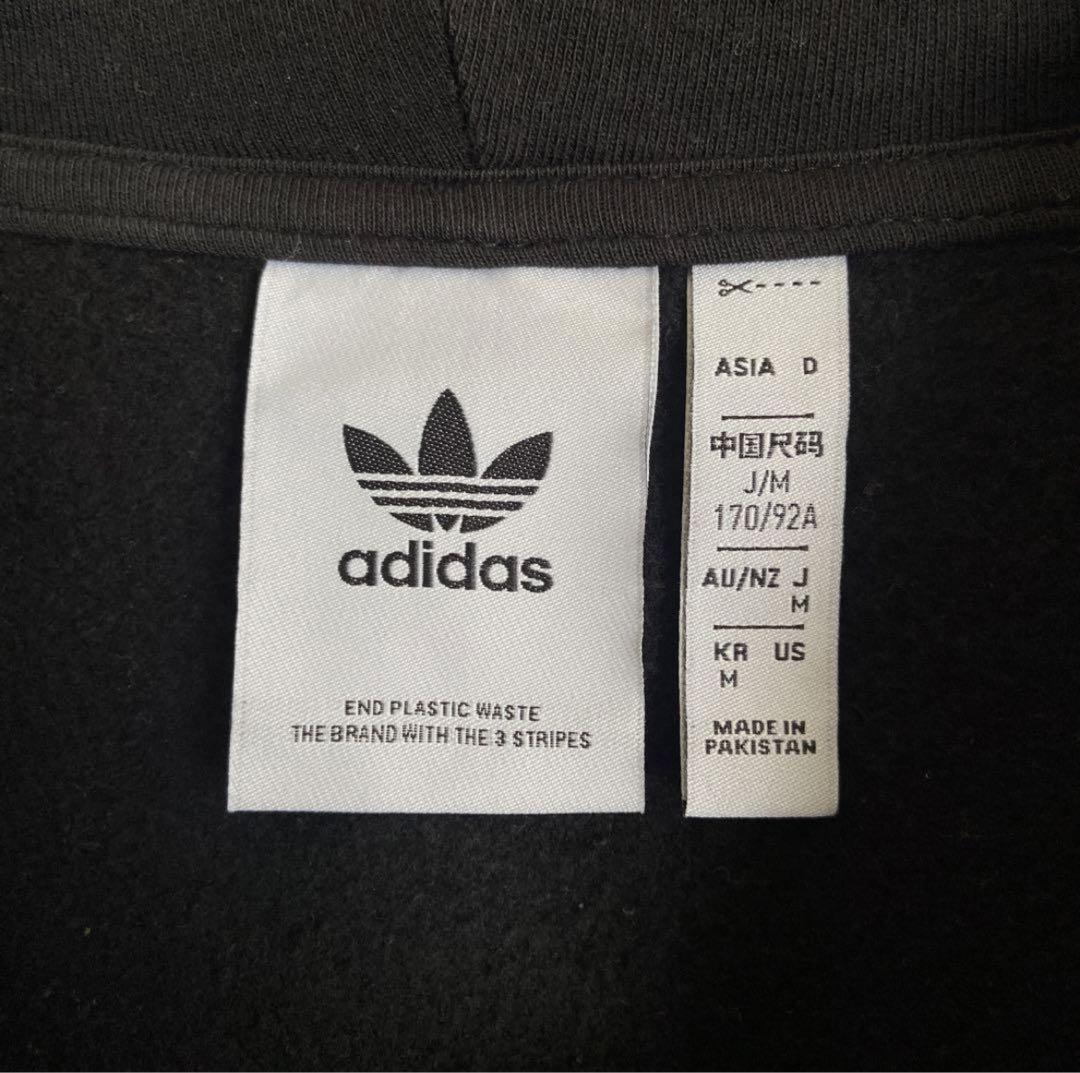 adidas
END PLASTIC WASTE
THE BRAND WITH THE 3 STRIPES
ASIA D
中国尺码
J/M
170/92A
AU/NZ J
M
KR US
M
MADE IN
PAKISTAN